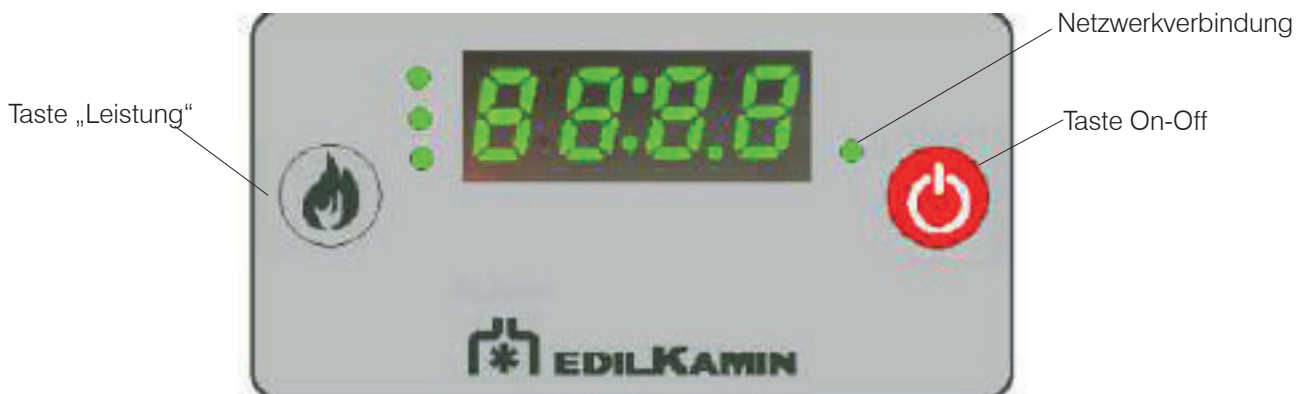 Netzwerkverbindung
Taste „Leistung“
88:8.8
Taste On-Off
EDILKAMIN